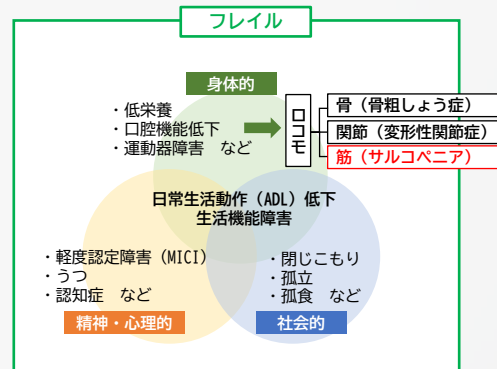 フレイル
身体的
・低栄養
・口腔機能低下
・運動器障害 など
ロコモ
骨（骨粗しょう症）
関節（変形性関節症）
筋（サルコペニア）
日常生活動作（ADL）低下
生活機能障害
・軽度認定障害（MICI）
・うつ
・認知症 など
精神・心理的
・閉じこもり
・孤立
・孤食 など
社会的